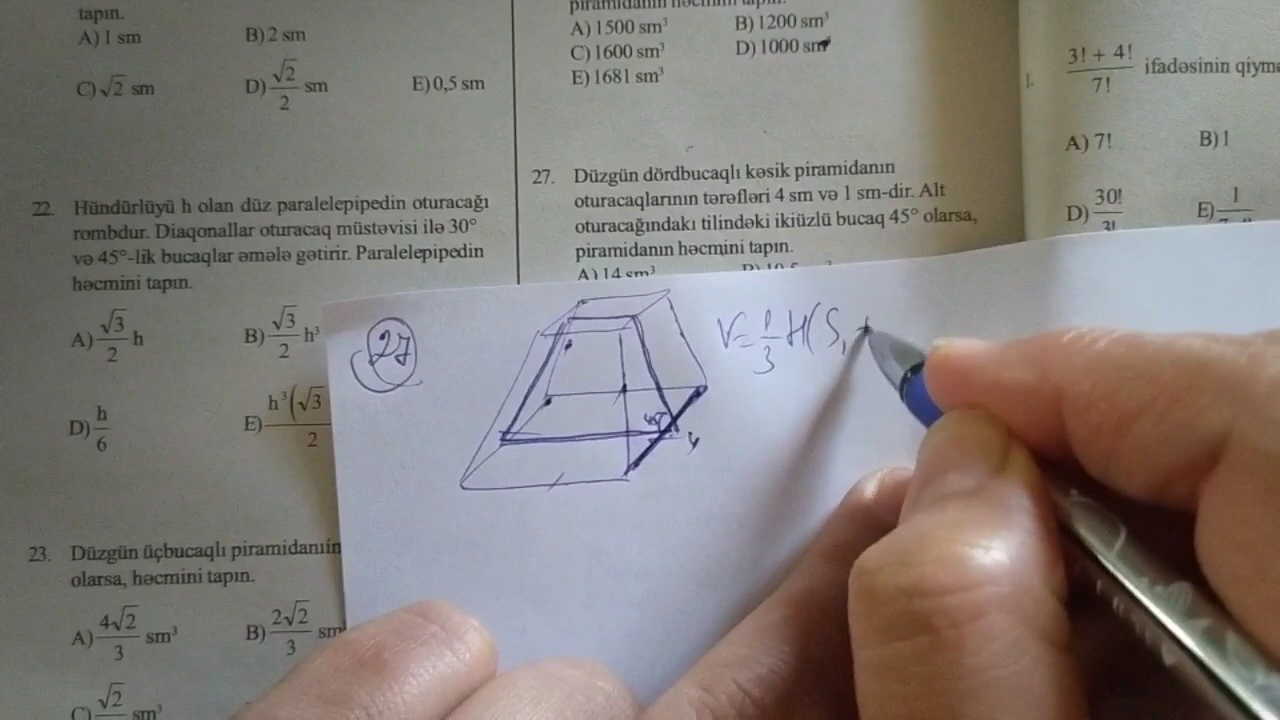 tapın.
A) 1 sm B) 2 sm
C) √2 sm D) √2/2 sm E) 0,5 sm
22. Hündürlüyü h olan düz paralelepipedin oturacağı
rombdur. Diaqonallar oturacaq müstəvisi ilə 30°
və 45°-lik bucaqlar əmələ gətirir. Paralelepipedin
həcmini tapın.
A) √3/2 h B) √3/2 h³
D) h/6 E) h³(√3/2
23. Düzgün üçbucaqlı piramidanıın
olarsa, həcmini tapın.
A) 4√2/3 sm³ B) 2√2/3 sm
C) √2 sm³
piramidanın həcmini tapın.
A) 1500 sm³ B) 1200 sm³
C) 1600 sm³ D) 1000 sm³
E) 1681 sm³
27. Düzgün dördbucaqlı kəsik piramidanın
oturacaqlarının tərəfləri 4 sm və 1 sm-dir. Alt
oturacağındakı tilindəki ikiüzlü bucaq 45° olarsa,
piramidanın həcmini tapın.
A) 14 sm³
27
V=1/3 H(S₁+
45°
4
1. 3! + 4!/7! ifadəsinin qiymə
A) 7! B) 1
D) 30!/3! E) 1